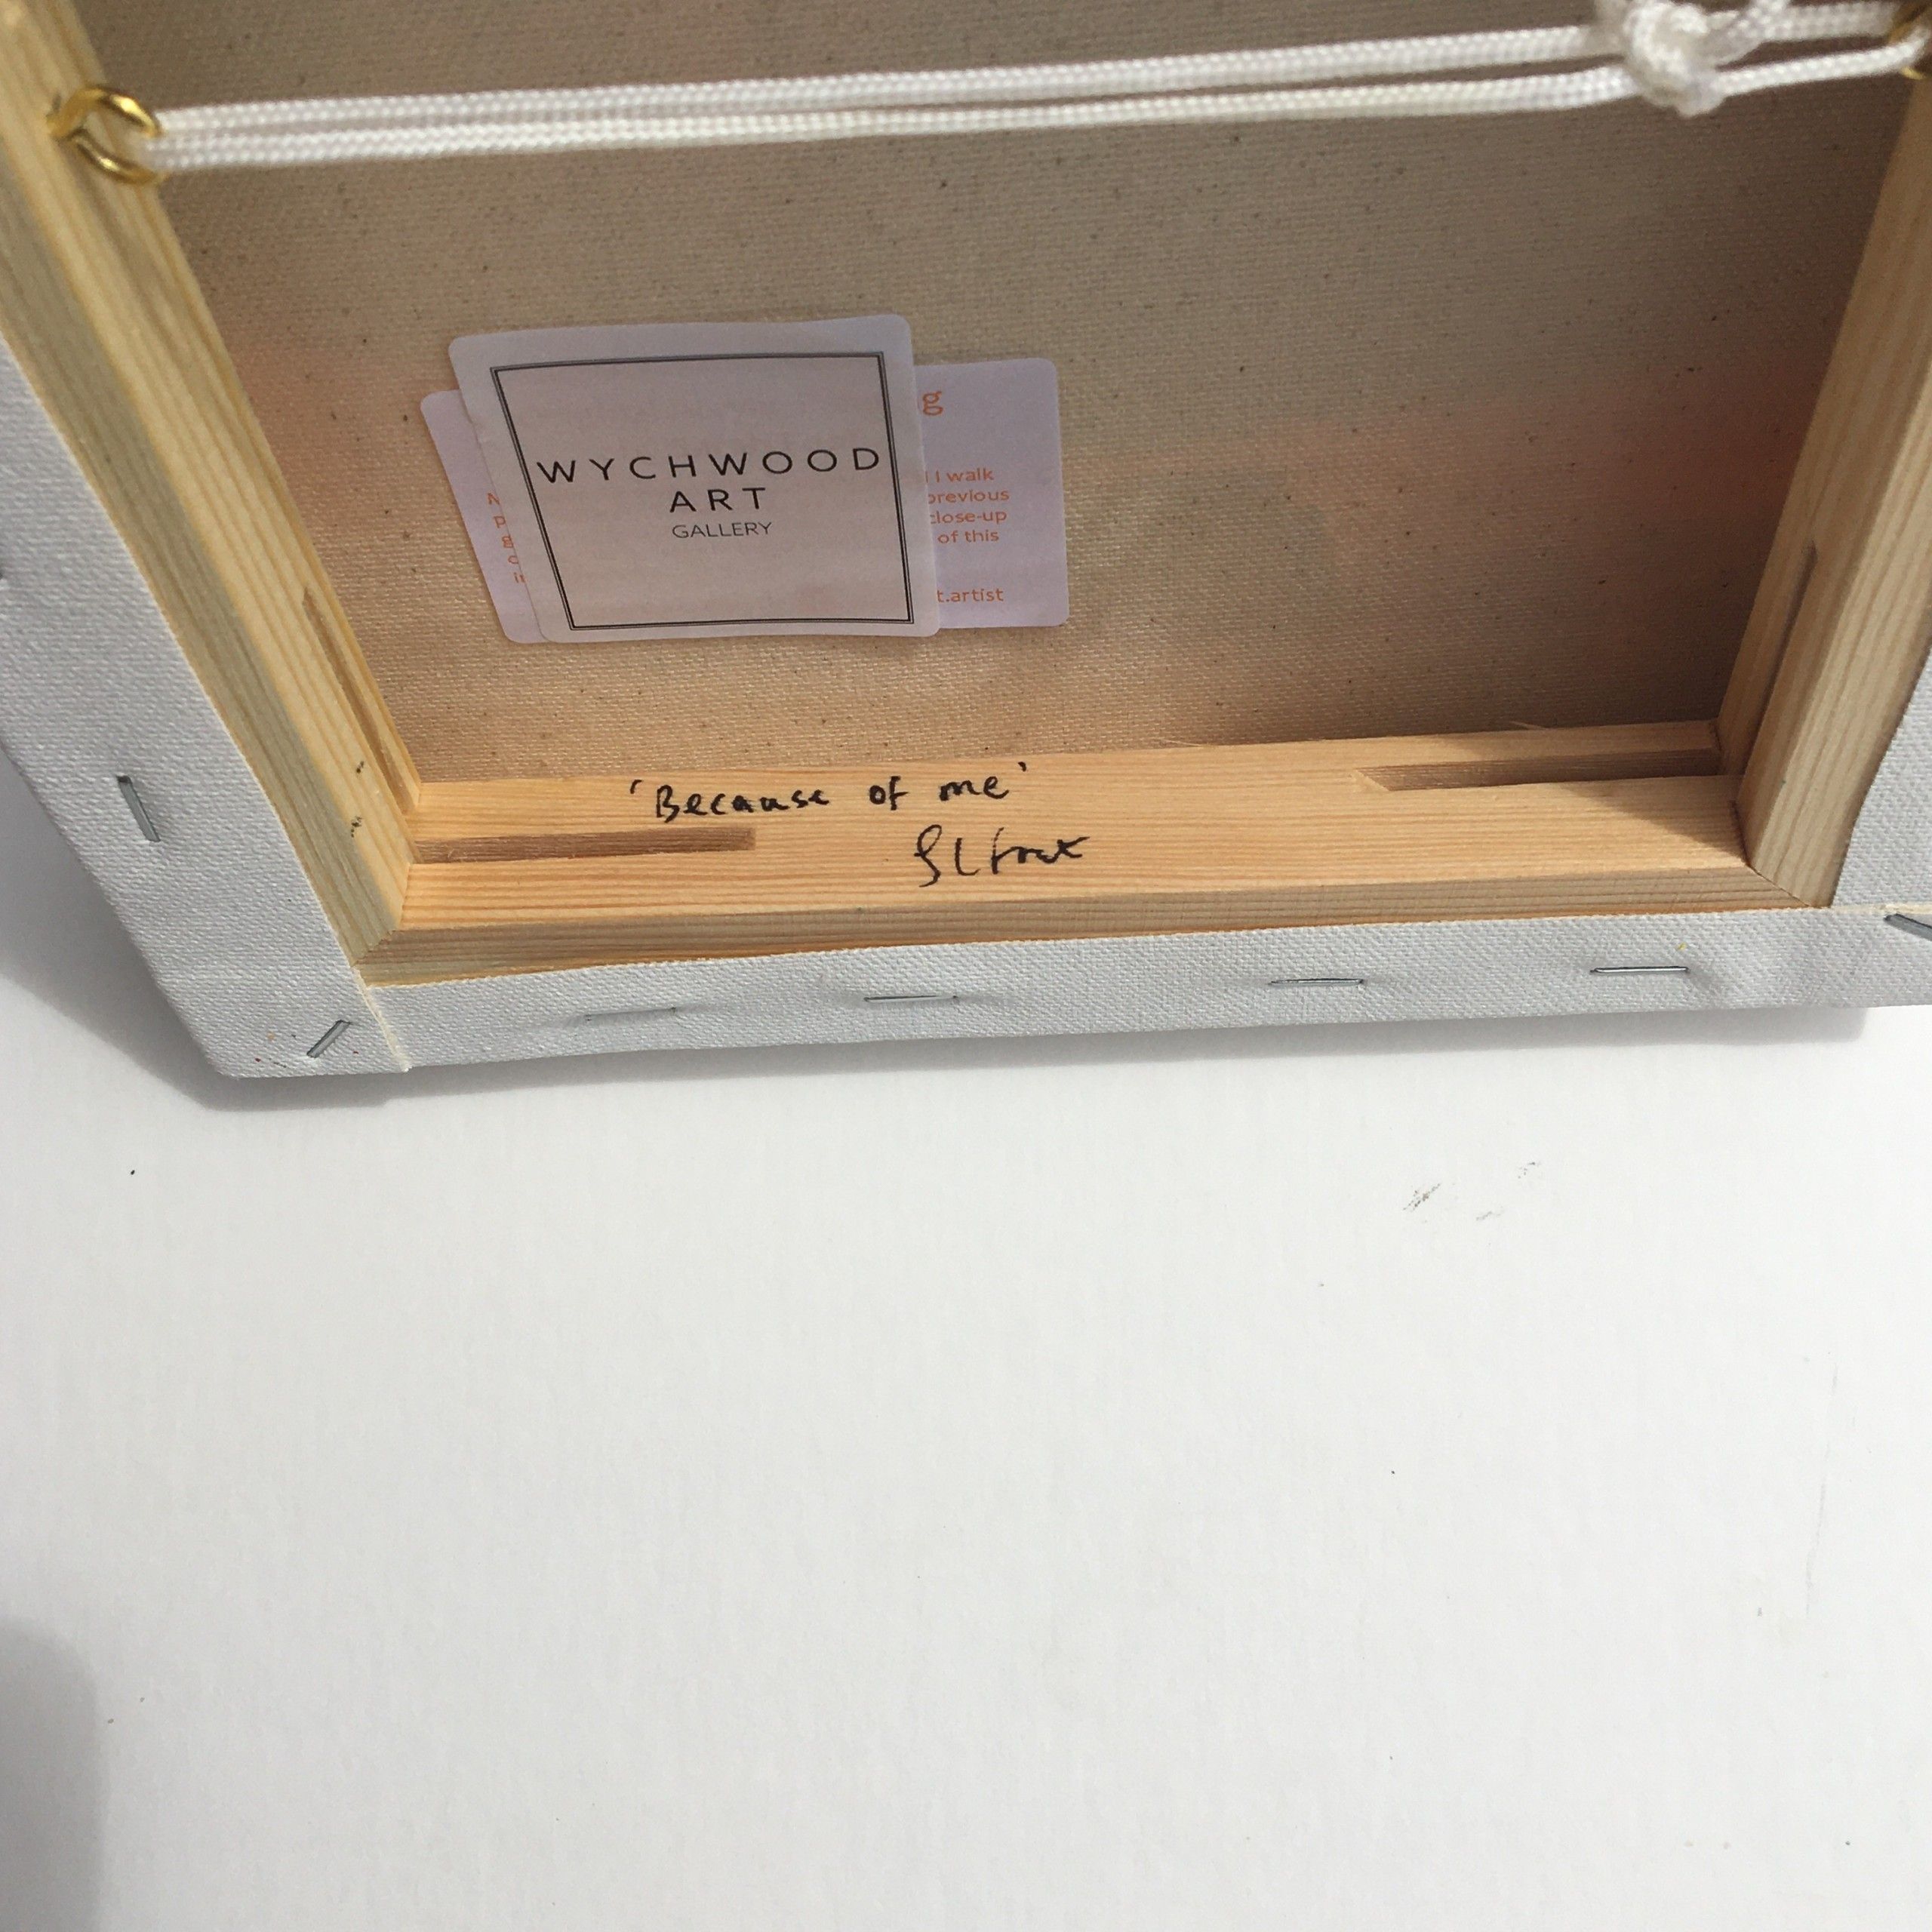 WYCHWOOD
ART
GALLERY
g
I walk
previous
close-up
of this
t.artist
'Because of me'